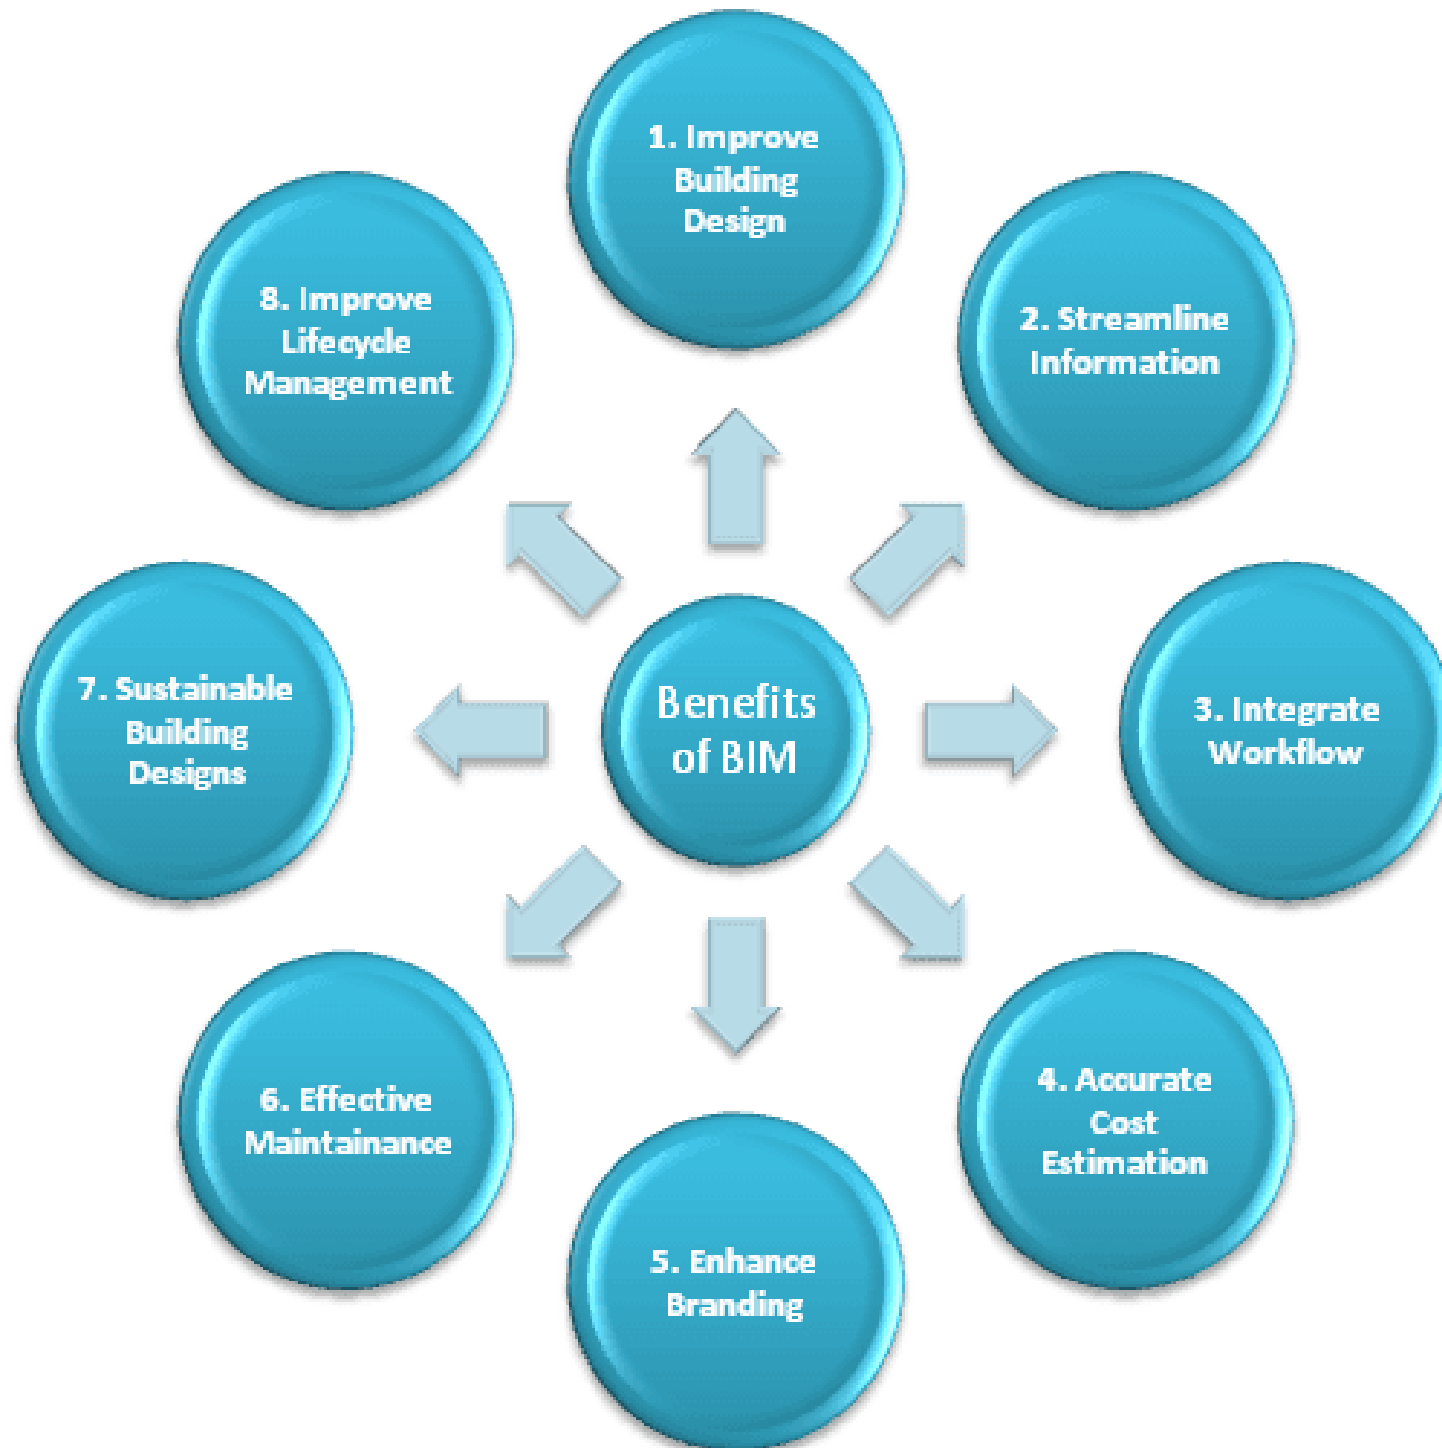 1. Improve
Building
Design
2. Streamline
Information
3. Integrate
Workflow
4. Accurate
Cost
Estimation
5. Enhance
Branding
6. Effective
Maintainance
7. Sustainable
Building
Designs
8. Improve
Lifecycle
Management
Benefits
of BIM